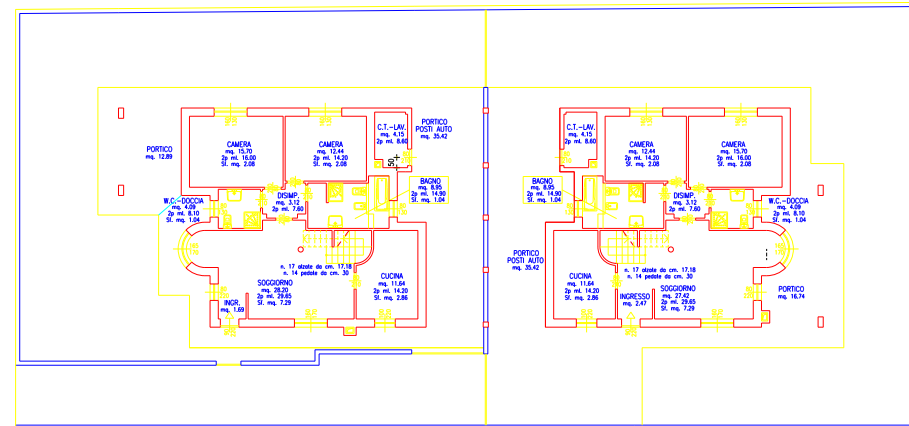 C.T.-LAV.
mq. 4.15
2p ml. 8.60
PORTICO
POSTI AUTO
mq. 35.42
CAMERA
mq. 15.70
2p ml. 16.00
Sf. mq. 2.08
CAMERA
mq. 12.44
2p ml. 14.20
Sf. mq. 2.08
PORTICO
mq. 12.89
50
BAGNO
mq. 8.95
2p ml. 14.90
Sf. mq. 1.04
W.C.-DOCCIA
mq. 4.09
2p ml. 8.10
Sf. mq. 1.04
DISIMP.
mq. 3.12
2p ml. 7.60
n. 17 alzate da cm. 17,18
n. 14 pedate da cm. 30
SOGGIORNO
mq. 28.20
2p ml. 29.65
Sf. mq. 7.29
CUCINA
mq. 11.64
2p ml. 14.20
Sf. mq. 2.86
INGR.
mq. 1.69
C.T.-LAV.
mq. 4.15
2p ml. 8.60
CAMERA
mq. 12.44
2p ml. 14.20
Sf. mq. 2.08
CAMERA
mq. 15.70
2p ml. 16.00
Sf. mq. 2.08
BAGNO
mq. 8.95
2p ml. 14.90
Sf. mq. 1.04
DISIMP.
mq. 3.12
2p ml. 7.60
W.C.-DOCCIA
mq. 4.09
2p ml. 8.10
Sf. mq. 1.04
PORTICO
POSTI AUTO
mq. 35.42
n. 17 alzate da cm. 17,18
n. 14 pedate da cm. 30
CUCINA
mq. 11.64
2p ml. 14.20
Sf. mq. 2.86
INGRESSO
mq. 2.47
SOGGIORNO
mq. 27.42
2p ml. 29.65
Sf. mq. 7.29
PORTICO
mq. 16.74